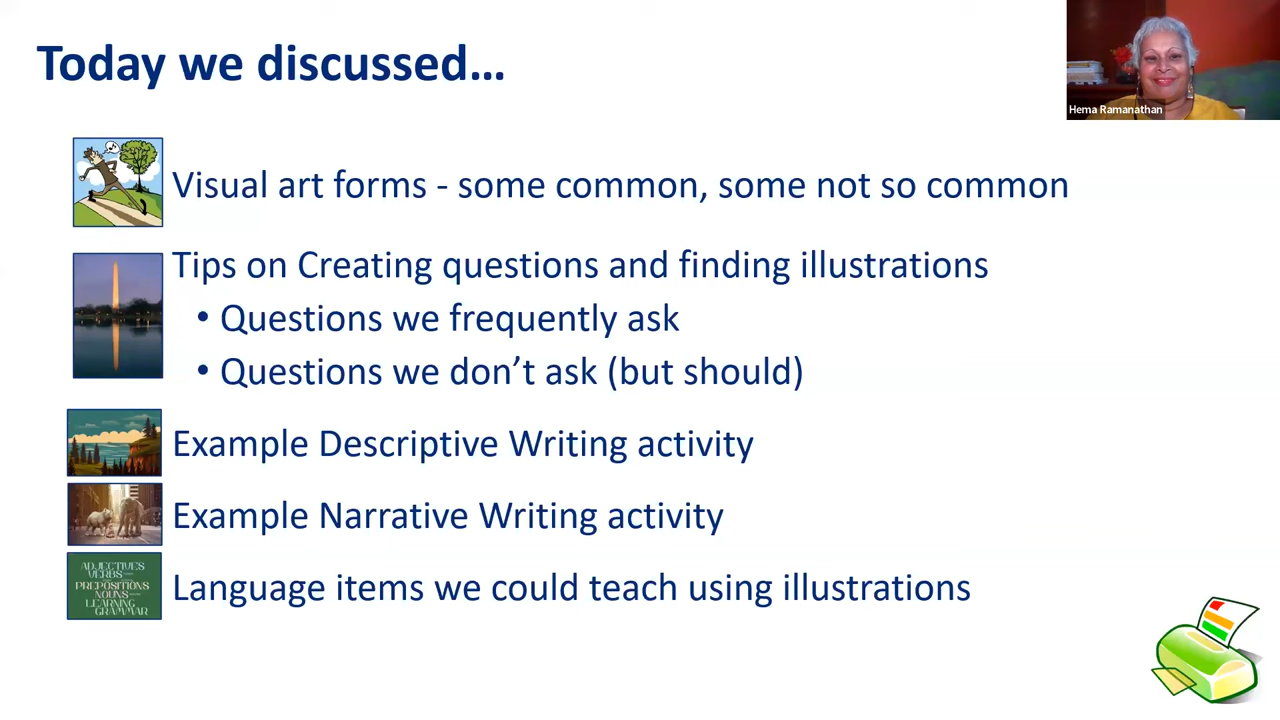 Today we discussed...
Hema Ramanathan
Visual art forms - some common, some not so common
Tips on Creating questions and finding illustrations
• Questions we frequently ask
• Questions we don’t ask (but should)
Example Descriptive Writing activity
Example Narrative Writing activity
ADJECTIVES
VERBS
PREPOSITIONS
NOUNS
LEARNING
GRAMMAR
Language items we could teach using illustrations